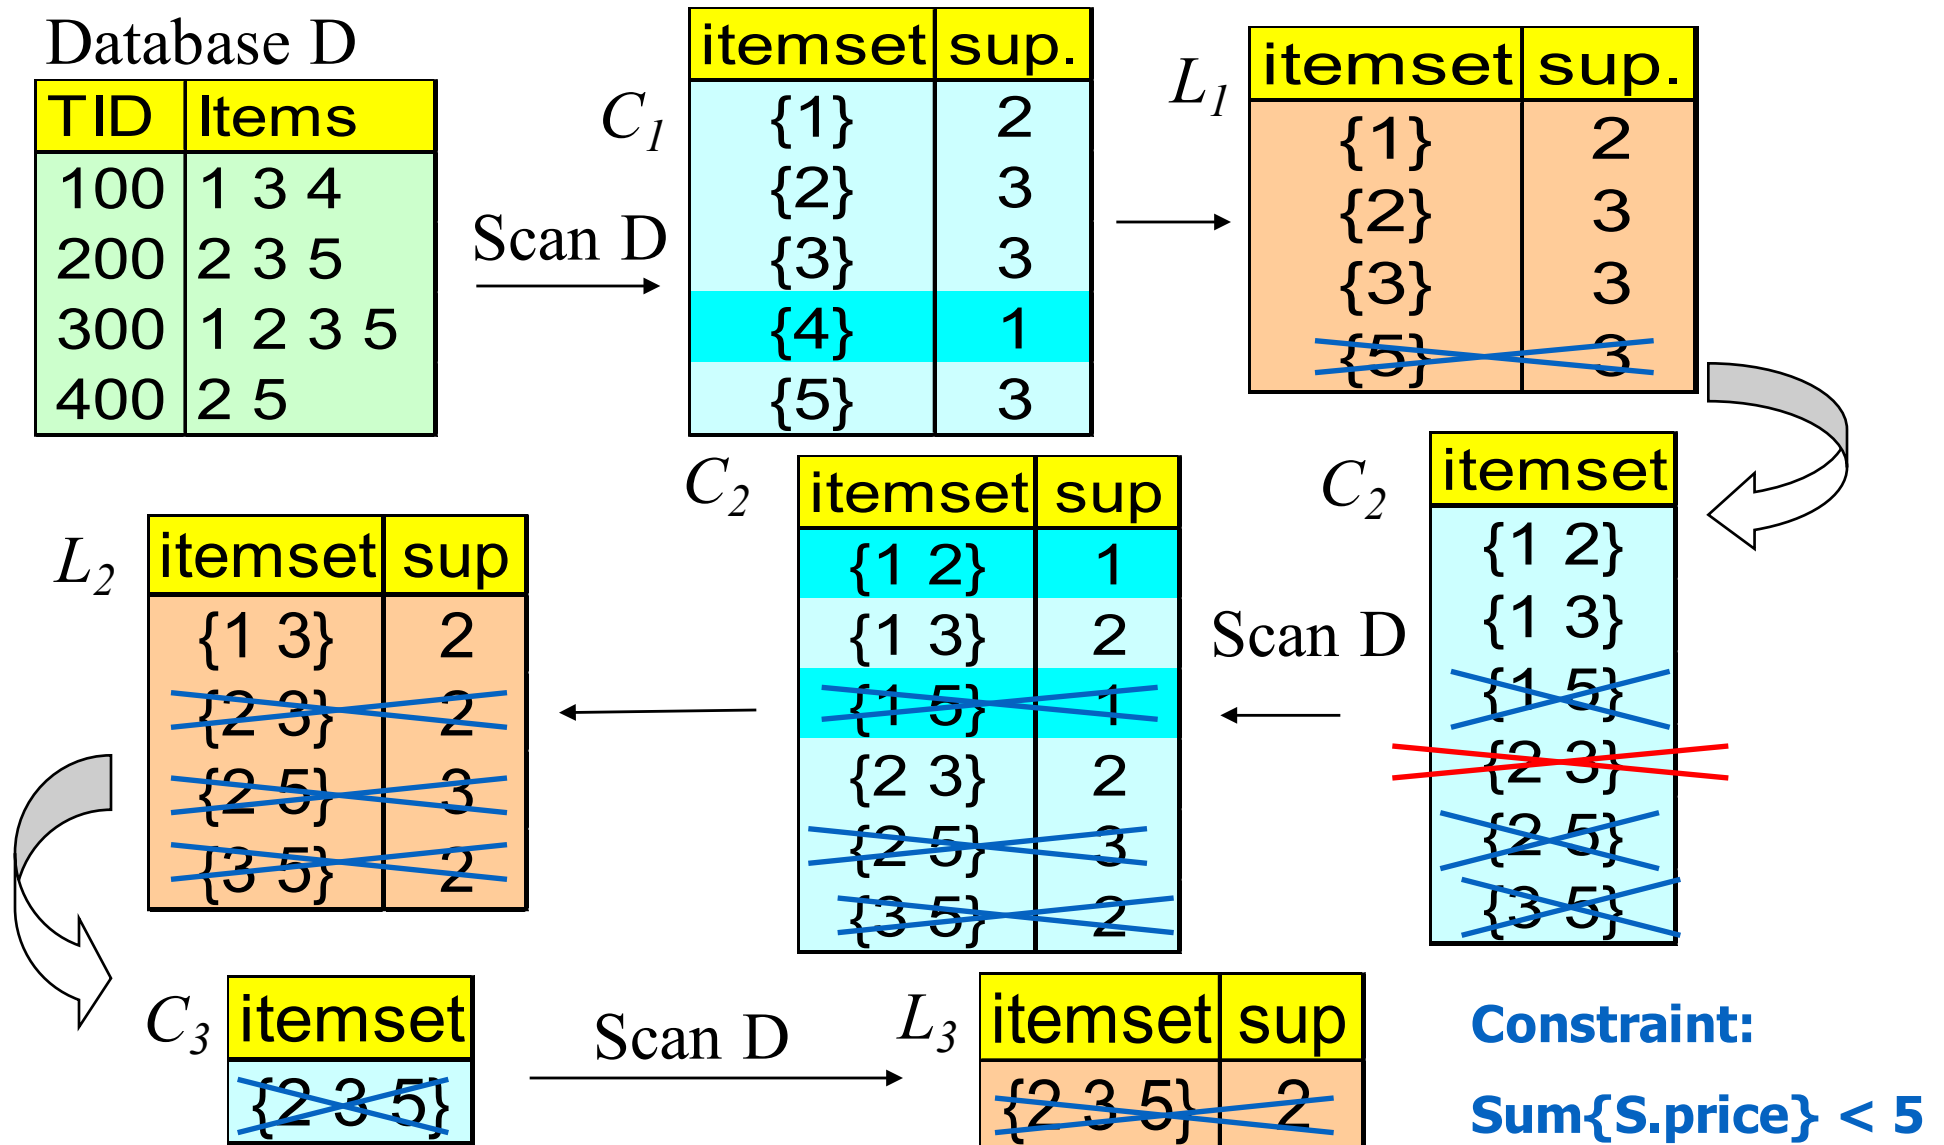 Database D
TID Items
100 1 3 4
200 2 3 5
300 1 2 3 5
400 2 5
Scan D
C1
itemset sup.
{1} 2
{2} 3
{3} 3
{4} 1
{5} 3
L1
itemset sup.
{1} 2
{2} 3
{3} 3
{5} 3
C2
itemset
{1 2}
{1 3}
{1 5}
{2 3}
{2 5}
{3 5}
Scan D
C2
itemset sup
{1 2} 1
{1 3} 2
{1 5} 1
{2 3} 2
{2 5} 3
{3 5} 2
L2
itemset sup
{1 3} 2
{2 3} 2
{2 5} 3
{3 5} 2
C3
itemset
{2 3 5}
Scan D
L3
itemset sup
{2 3 5} 2
Constraint:
Sum{S.price} < 5